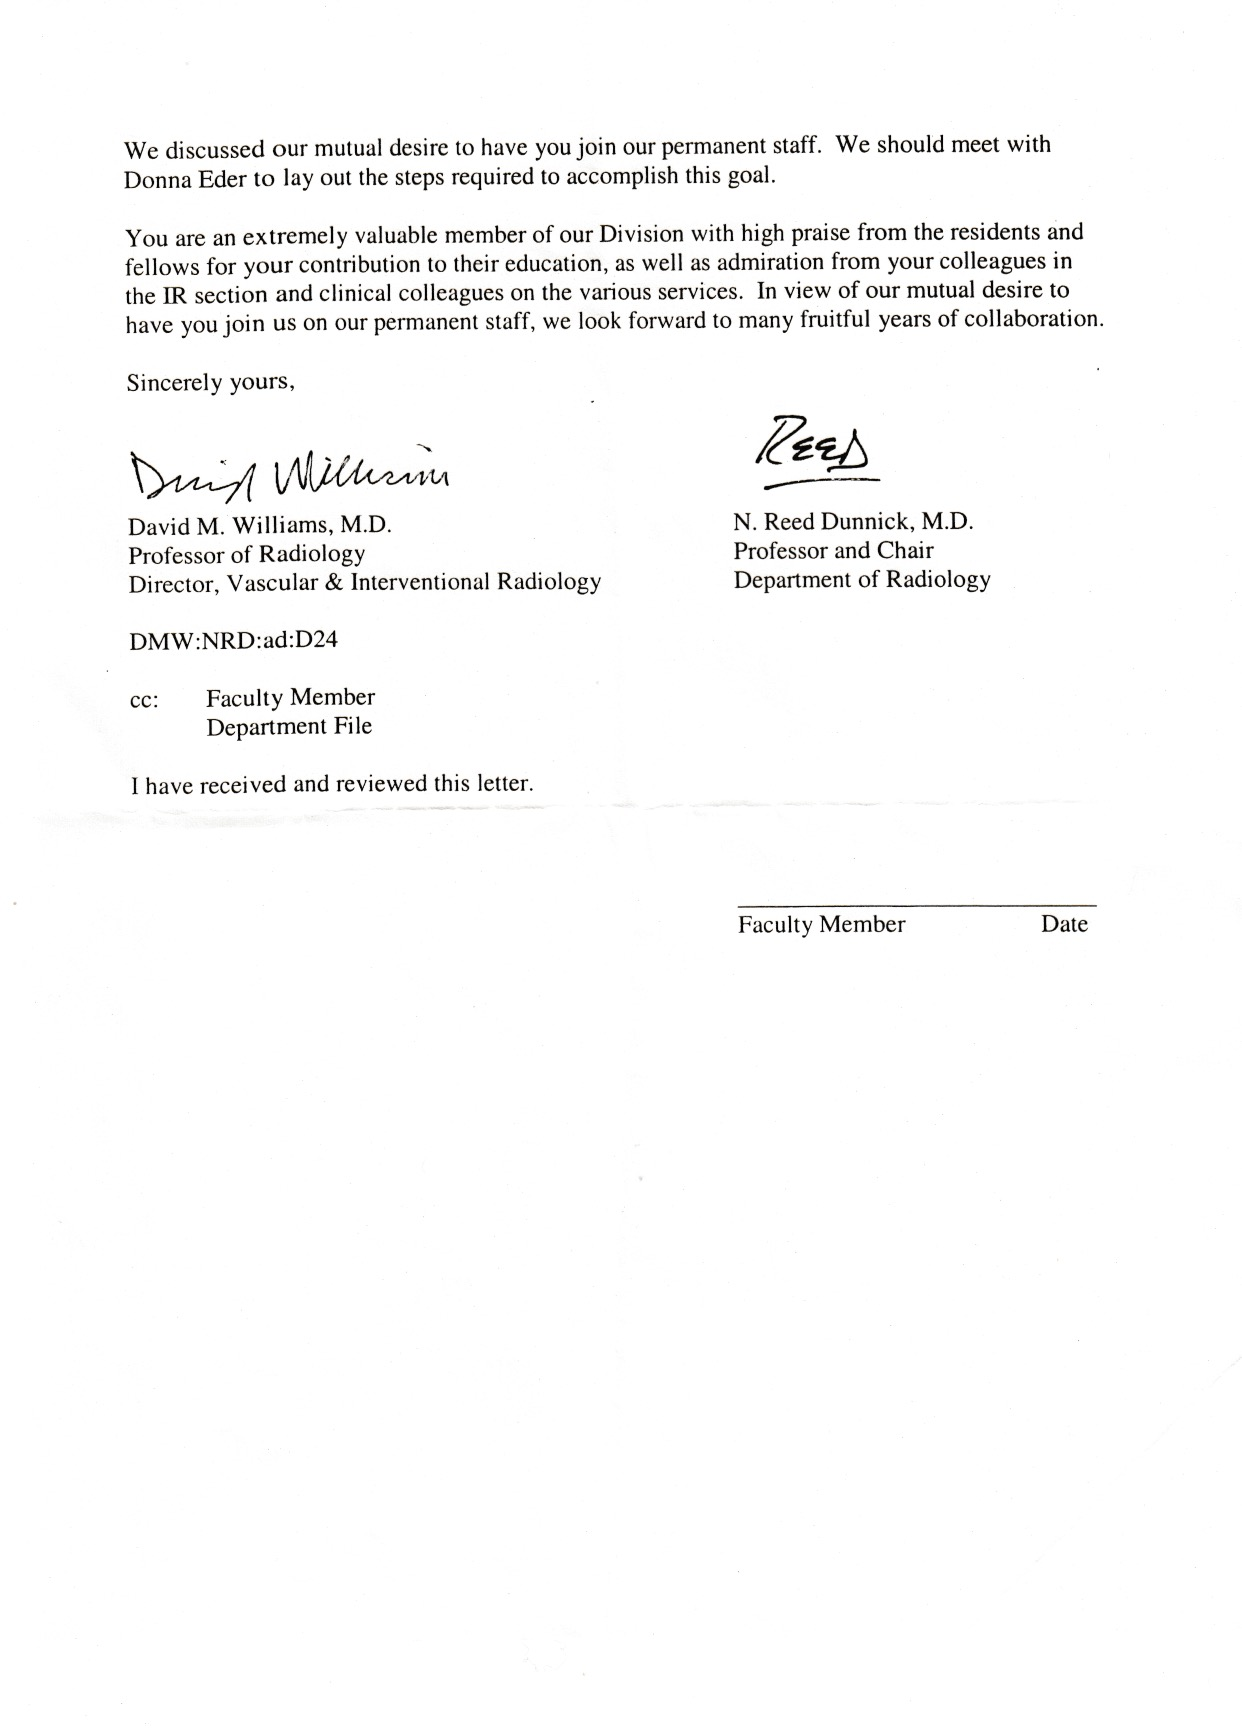 We discussed our mutual desire to have you join our permanent staff.  We should meet with
Donna Eder to lay out the steps required to accomplish this goal.
You are an extremely valuable member of our Division with high praise from the residents and
fellows for your contribution to their education, as well as admiration from your colleagues in
the IR section and clinical colleagues on the various services.  In view of our mutual desire to
have you join us on our permanent staff, we look forward to many fruitful years of collaboration.
Sincerely yours,
David Williams
REED
David M. Williams, M.D.
Professor of Radiology
Director, Vascular & Interventional Radiology
N. Reed Dunnick, M.D.
Professor and Chair
Department of Radiology
DMW:NRD:ad:D24
cc: Faculty Member
Department File
I have received and reviewed this letter.
Faculty Member Date